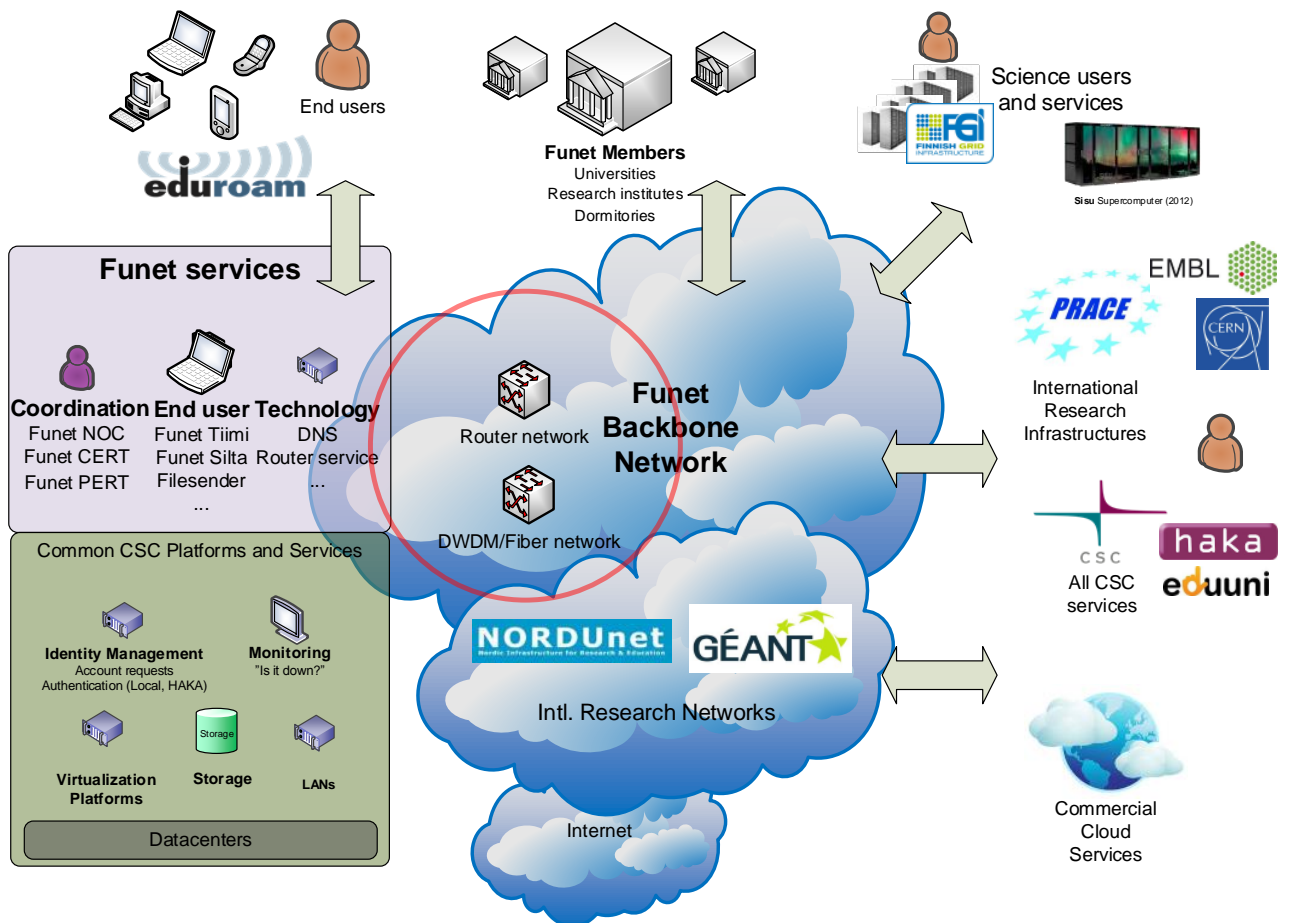 End users
eduroam
Funet Members
Universities
Research institutes
Dormitories
Science users
and services
FGI
FINNISH GRID
INFRASTRUCTURE
Sisu Supercomputer (2012)
Funet services
Coordination
Funet NOC
Funet CERT
Funet PERT
End user
Funet Tiimi
Funet Silta
Filesender
...
Technology
DNS
Router service
...
Router network
DWDM/Fiber network
Funet
Backbone
Network
EMBL
PRACE
CERN
International
Research
Infrastructures
CSC
All CSC
services
haka
eduuni
Common CSC Platforms and Services
Identity Management
Account requests
Authentication (Local, HAKA)
Monitoring
"Is it down?"
Virtualization
Platforms
Storage
Storage
LANs
Datacenters
NORDUnet
Nordic Infrastructure for Research & Education
GÉANT
Intl. Research Networks
Internet
Commercial
Cloud
Services